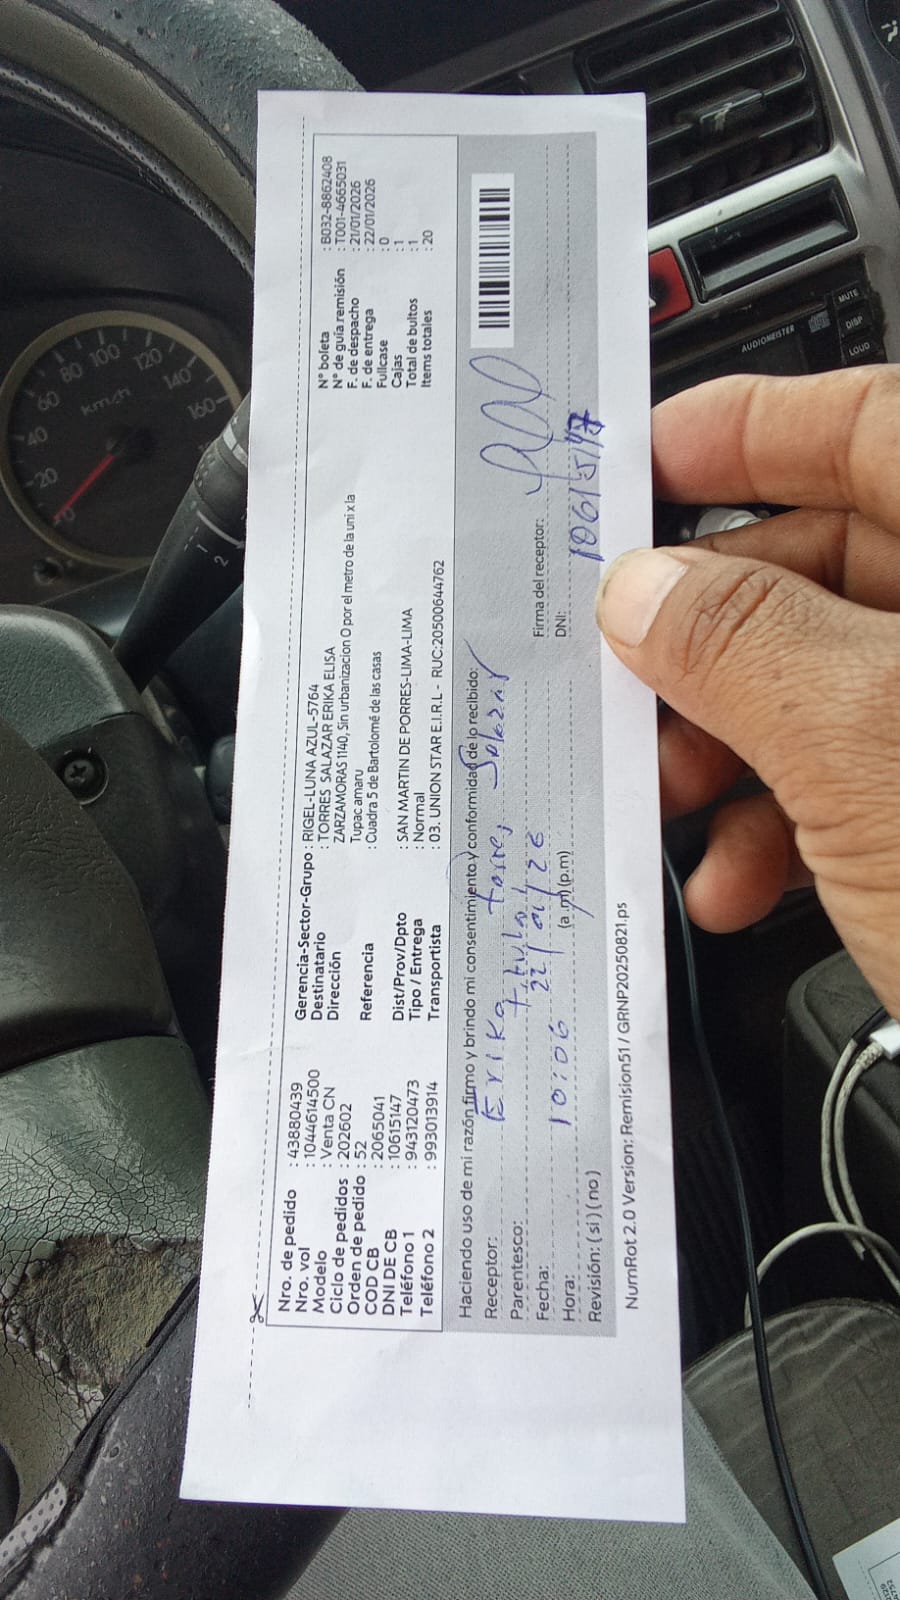 Nro. de pedido : 43880439
Nro. vol : 1044614500
Modelo : Venta CN
Ciclo de pedidos : 202602
Orden de pedido : 52
COD CB : 2065041
DNI DE CB : 10615147
Teléfono 1 : 943120473
Teléfono 2 : 993013914
Gerencia-Sector-Grupo : RIGEL-LUNA AZUL-5764
Destinatario : TORRES SALAZAR ERIKA ELISA
Dirección ZARZAMORAS 1140, Sin urbanizacion O por el metro de la uni x la
Tupac amaru
Referencia : Cuadra 5 de Bartolomé de las casas
Dist/Prov/Dpto : SAN MARTIN DE PORRES-LIMA-LIMA
Tipo / Entrega : Normal
Transportista : 03. UNION STAR E.I.R.L - RUC:20500644762
N° boleta : B032-8862408
N° de guía remisión : T001-4665031
F. de despacho : 21/01/2026
F. de entrega : 22/01/2026
Fullcase : 0
Cajas : 1
Total de bultos : 1
Items totales : 20
Haciendo uso de mi razón firmo y brindo mi consentimiento y conformidad de lo recibido:
Receptor: Erika torres Salazar
Parentesco: titular
Fecha: 22/01/26
Hora: 10:06 (a.m) (p.m)
Revisión: ( si ) ( no )
Firma del receptor:
DNI: 10615147
NumRot 2.0 Version: Remision51 / GRNP20250821.ps
km/h
0
20
40
60
80
100
120
140
160
1
2
AUDIOMEISTER
MUTE
DISP
LOUD